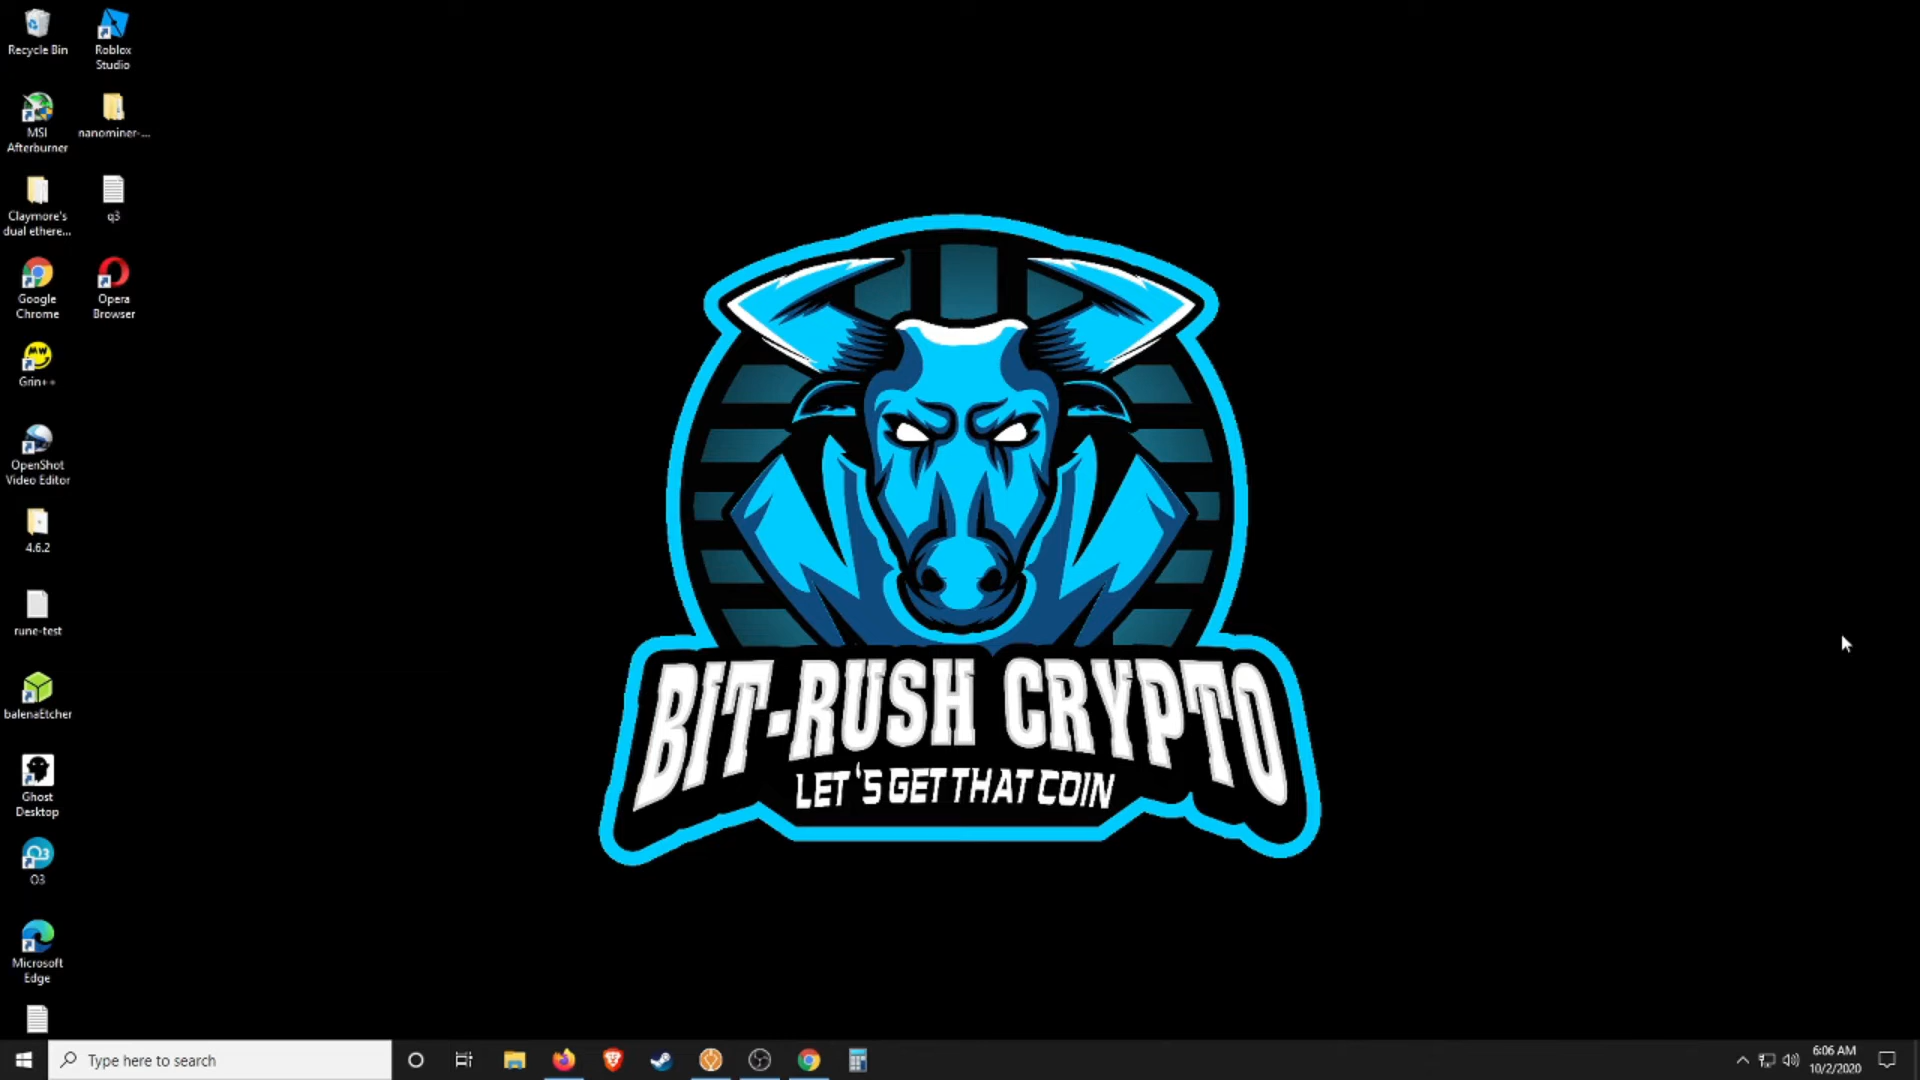 Recycle Bin
Roblox
Studio
MSI
Afterburner
nanominer-...
Claymore's
dual ethere...
q3
Google
Chrome
Opera
Browser
MW
Grin++
OpenShot
Video Editor
4.6.2
rune-test
balenaEtcher
Ghost
Desktop
O3
O3
Microsoft
Edge
BIT-RUSH CRYPTO
LET'S GET THAT COIN
Type here to search
6:06 AM
10/2/2020